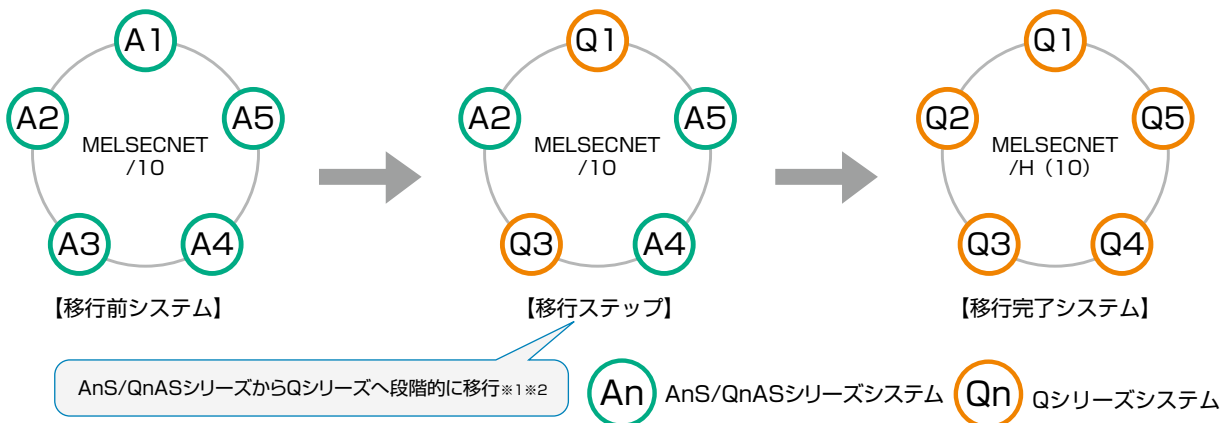 A1
A2
A5
MELSECNET
/10
A3
A4
【移行前システム】
Q1
A2
A5
MELSECNET
/10
Q3
A4
【移行ステップ】
Q1
Q2
Q5
MELSECNET
/H（10）
Q3
Q4
【移行完了システム】
AnS/QnASシリーズからQシリーズへ段階的に移行※1※2
An
AnS/QnASシリーズシステム
Qn
Qシリーズシステム